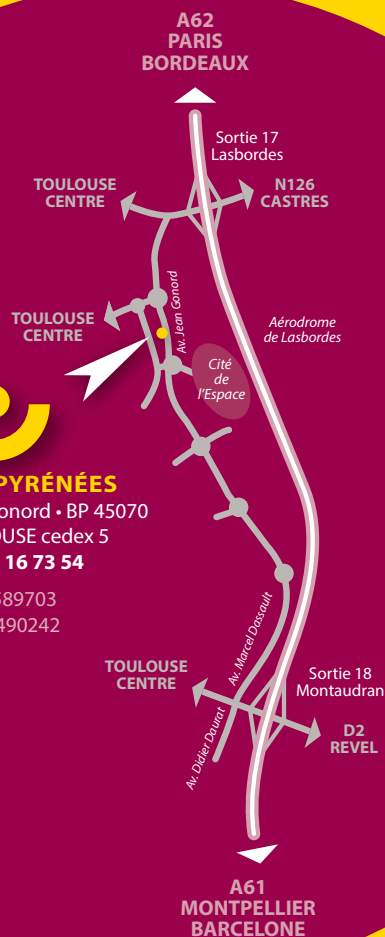 A62
PARIS
BORDEAUX
Sortie 17
Lasbordes
TOULOUSE
CENTRE
N126
CASTRES
Av. Jean Gonord
TOULOUSE
CENTRE
Aérodrome
de Lasbordes
Cité
de
l'Espace
PYRÉNÉES
onord • BP 45070
USE cedex 5
16 73 54
589703
490242
Av. Marcel Dassault
TOULOUSE
CENTRE
Sortie 18
Montaudran
Av. Didier Daurat
D2
REVEL
A61
MONTPELLIER
BARCELONE